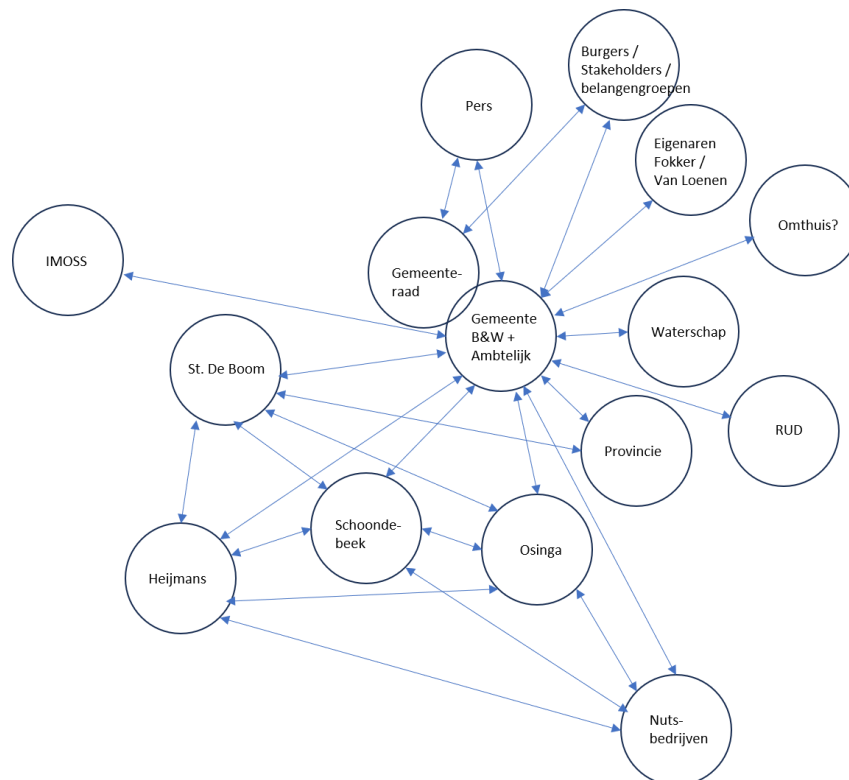 Burgers /
Stakeholders /
belangengroepen
Pers
Eigenaren
Fokker /
Van Loenen
Omthuis?
IMOSS
Gemeente-
raad
Gemeente
B&W +
Ambtelijk
Waterschap
St. De Boom
RUD
Provincie
Schoonde-
beek
Osinga
Heijmans
Nuts-
bedrijven